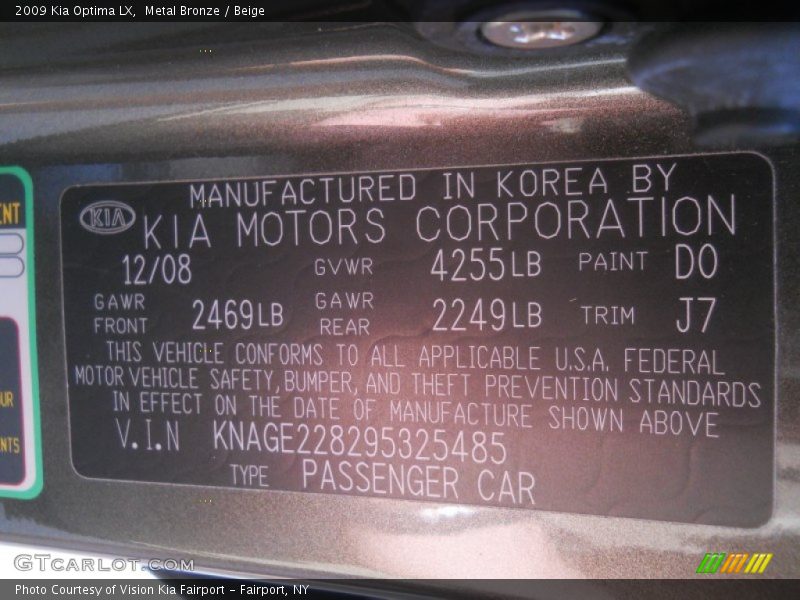 2009 Kia Optima LX, Metal Bronze / Beige
MANUFACTURED IN KOREA BY
KIA KIA MOTORS CORPORATION
12/08 GVWR 4255LB PAINT D0
GAWR FRONT 2469LB GAWR REAR 2249LB TRIM J7
THIS VEHICLE CONFORMS TO ALL APPLICABLE U.S.A. FEDERAL
MOTOR VEHICLE SAFETY, BUMPER, AND THEFT PREVENTION STANDARDS
IN EFFECT ON THE DATE OF MANUFACTURE SHOWN ABOVE
V.I.N KNAGE228295325485
TYPE PASSENGER CAR
ENT
UR
NTS
GTcarlot.com
Photo Courtesy of Vision Kia Fairport - Fairport, NY